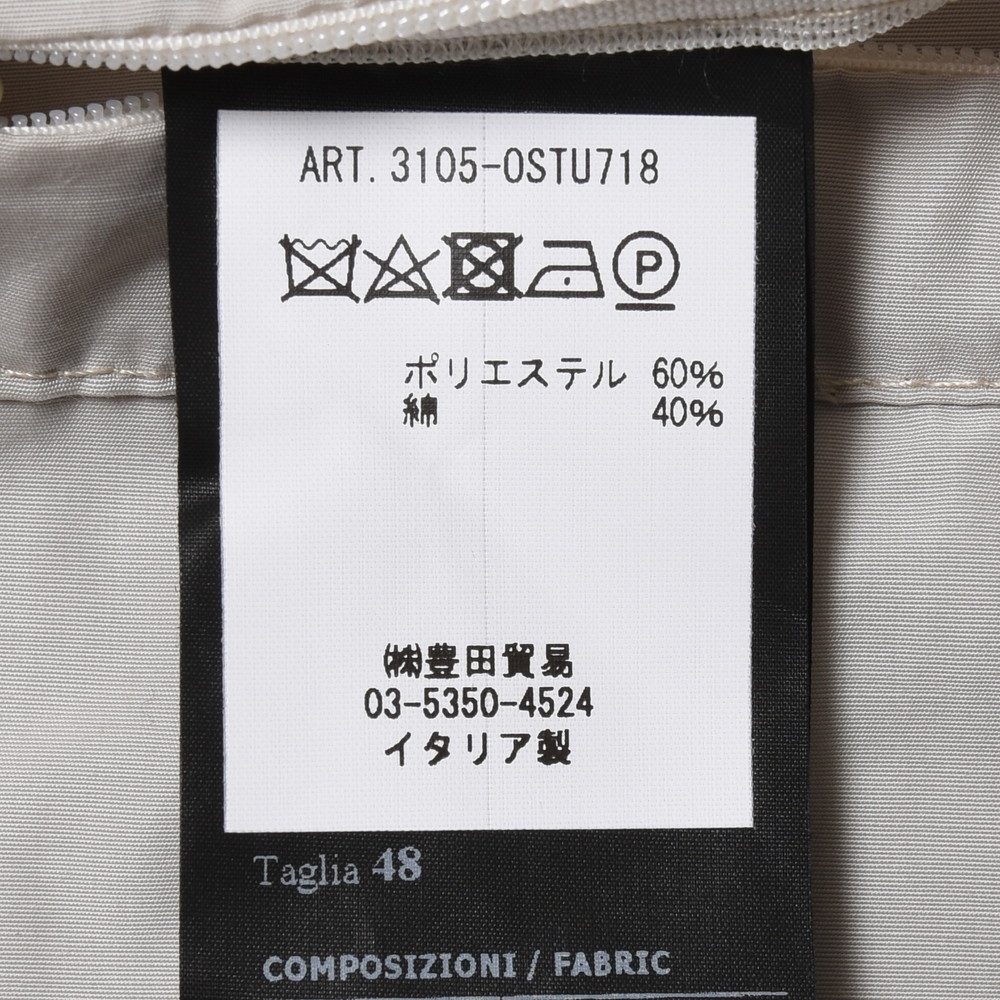 ART. 3105-OSTU718
P
ポリエステル 60%
綿 40%
㈱豊田貿易
03-5350-4524
イタリア製
Taglia 48
COMPOSIZIONI / FABRIC